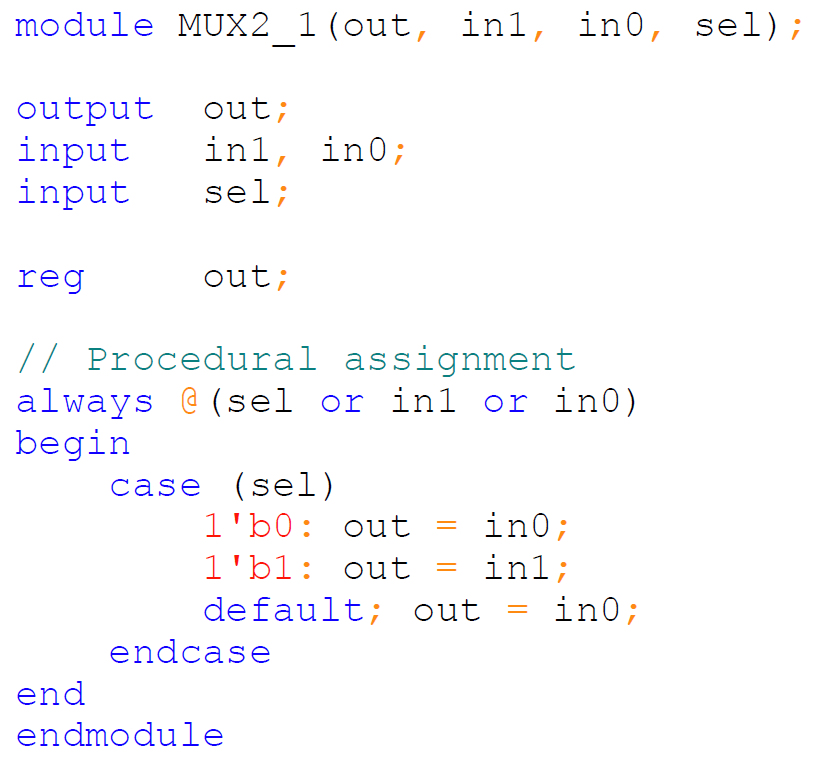 module MUX2_1(out, in1, in0, sel);
output out;
input in1, in0;
input sel;
reg out;
// Procedural assignment
always @(sel or in1 or in0)
begin
case (sel)
1'b0: out = in0;
1'b1: out = in1;
default; out = in0;
endcase
end
endmodule